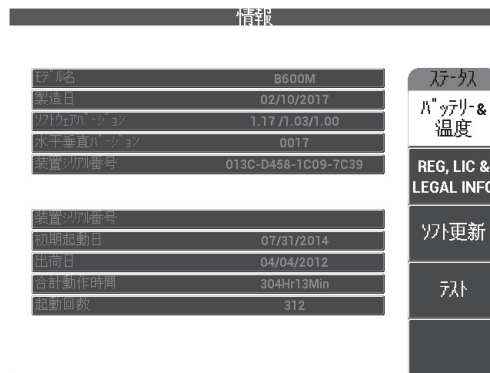 情報
ﾓﾃﾞﾙ名 B600M
製造日 02/10/2017
ｿﾌﾄｳｪｱﾊﾞｰｼﾞｮﾝ 1.17 /1.03/1.00
水平垂直ﾊﾞｰｼﾞｮﾝ 0017
装置ｼﾘｱﾙ番号 013C-D458-1C09-7C39
装置ｼﾘｱﾙ番号
初期起動日 07/31/2014
出荷日 04/04/2012
合計動作時間 304Hr13Min
起動回数 312
ｽﾃｰﾀｽ
ﾊﾞｯﾃﾘｰ&
温度
REG, LIC &
LEGAL INFO
ｿﾌﾄ更新
ﾃｽﾄ